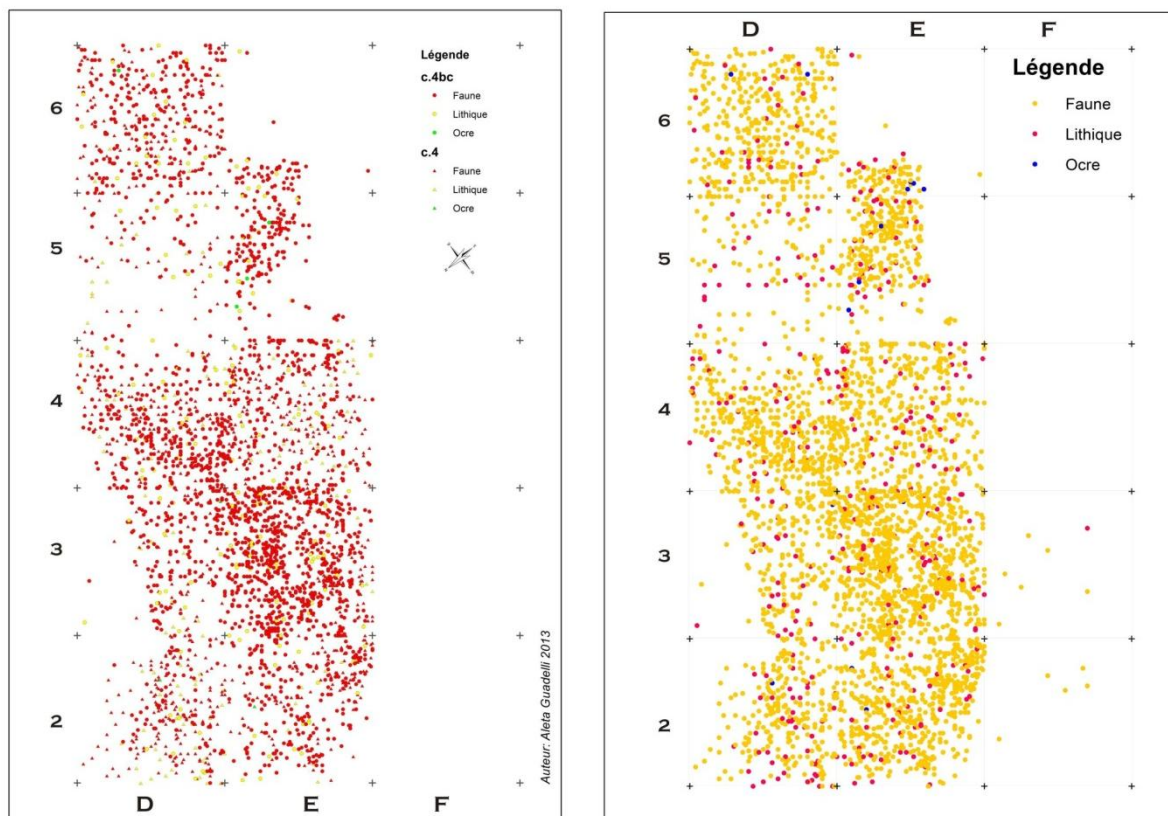 Légende
c.4bc
Faune
Lithique
Ocre
c.4
Faune
Lithique
Ocre
6
5
4
3
2
D E F
Auteur: Aleta Guadelli 2013
D E F
Légende
Faune
Lithique
Ocre
6
5
4
3
2